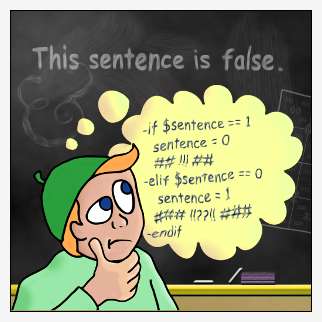 This sentence is false.
-if $sentence == 1
sentence = 0
## !!! ##
-elif $sentence == 0
sentence = 1
### !!??!! ###
-endif